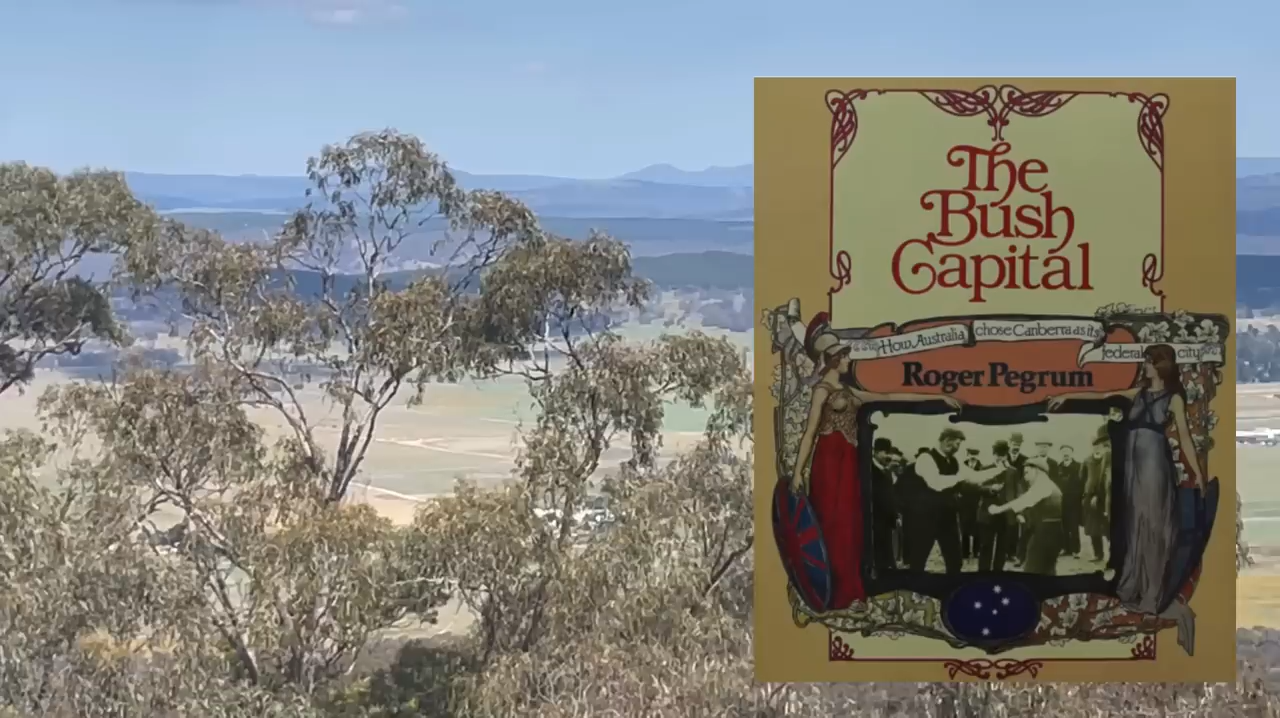 The
Bush
Capital
How Australia chose Canberra as its federal city
Roger Pegrum